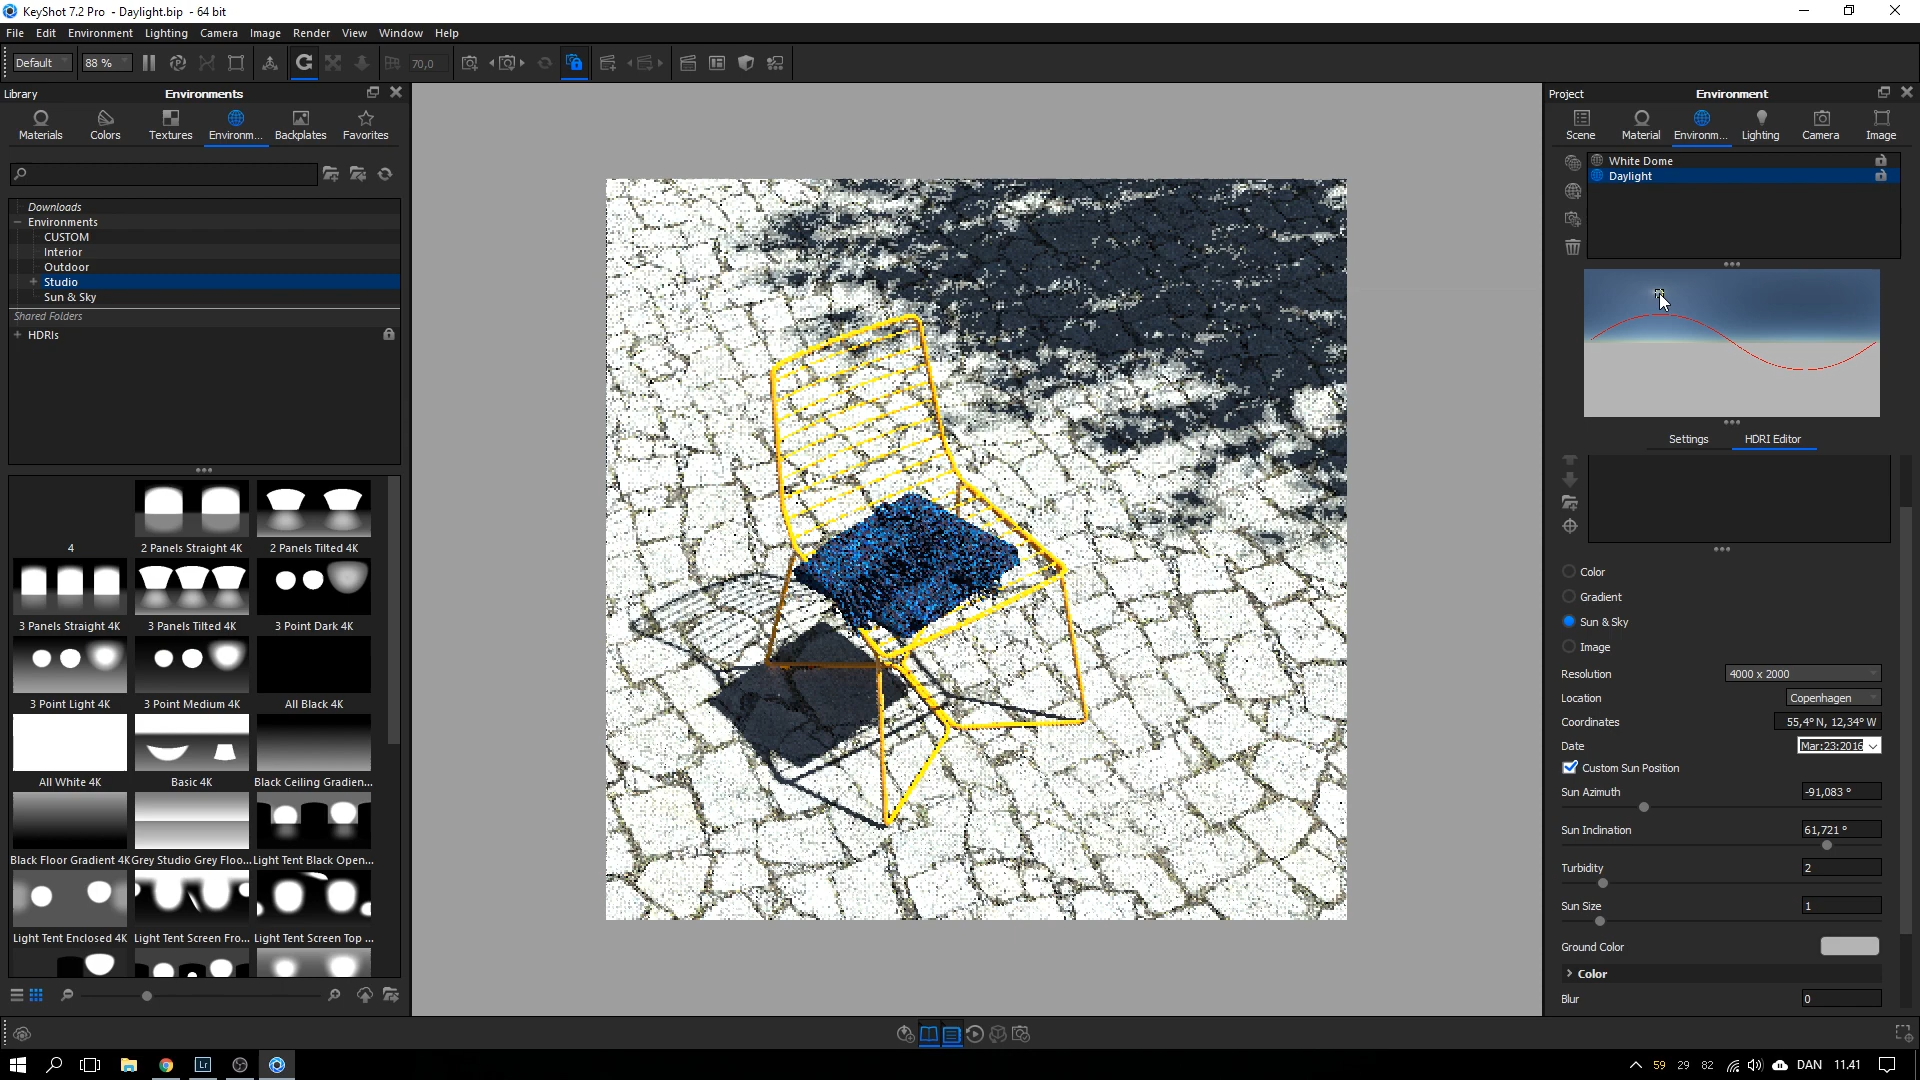 KeyShot 7.2 Pro - Daylight.bip - 64 bit
File Edit Environment Lighting Camera Image Render View Window Help
Default 88 % 70,0
Library Environments
Materials Colors Textures Environm... Backplates Favorites
Downloads
Environments
CUSTOM
Interior
Outdoor
Studio
Sun & Sky
Shared Folders
HDRIs
4 2 Panels Straight 4K 2 Panels Tilted 4K
3 Panels Straight 4K 3 Panels Tilted 4K 3 Point Dark 4K
3 Point Light 4K 3 Point Medium 4K All Black 4K
All White 4K Basic 4K Black Ceiling Gradien...
Black Floor Gradient 4K Grey Studio Grey Floo... Light Tent Black Open...
Light Tent Enclosed 4K Light Tent Screen Fro... Light Tent Screen Top ...
Project Environment
Scene Material Environm... Lighting Camera Image
White Dome
Daylight
Settings HDRI Editor
Color
Gradient
Sun & Sky
Image
Resolution 4000 x 2000
Location Copenhagen
Coordinates 55,4° N, 12,34° W
Date Mar:23:2016
Custom Sun Position
Sun Azimuth -91,083 °
Sun Inclination 61,721 °
Turbidity 2
Sun Size 1
Ground Color
Color
Blur 0
Lr 59 29 82 DAN 11.41